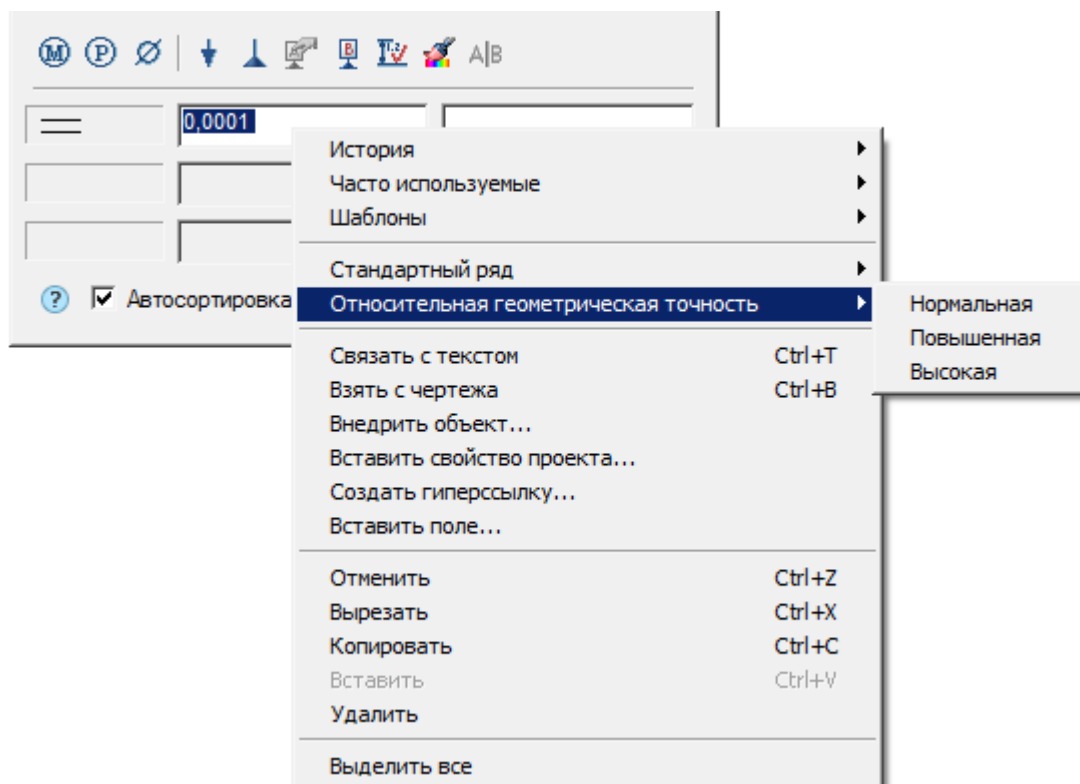 M P A|B
0,0001
История
Часто используемые
Шаблоны
Стандартный ряд
? Автосортировка
Относительная геометрическая точность
Нормальная
Повышенная
Высокая
Связать с текстом Ctrl+T
Взять с чертежа Ctrl+B
Внедрить объект...
Вставить свойство проекта...
Создать гиперссылку...
Вставить поле...
Отменить Ctrl+Z
Вырезать Ctrl+X
Копировать Ctrl+C
Вставить Ctrl+V
Удалить
Выделить все